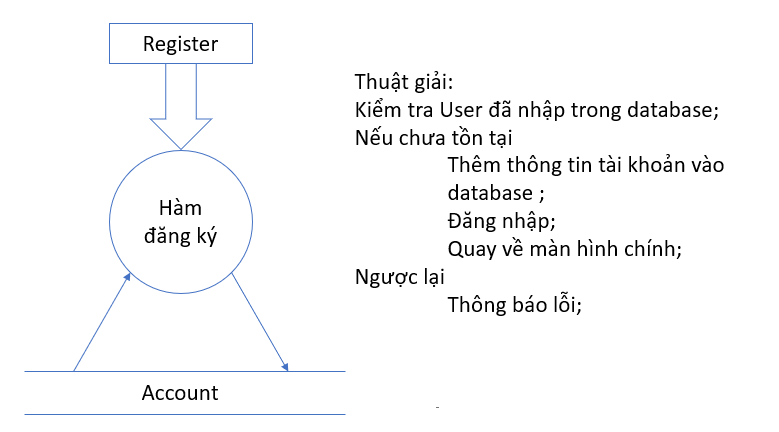 Register
Hàm
đăng ký
Account
Thuật giải:
Kiểm tra User đã nhập trong database;
Nếu chưa tồn tại
Thêm thông tin tài khoản vào
database ;
Đăng nhập;
Quay về màn hình chính;
Ngược lại
Thông báo lỗi;